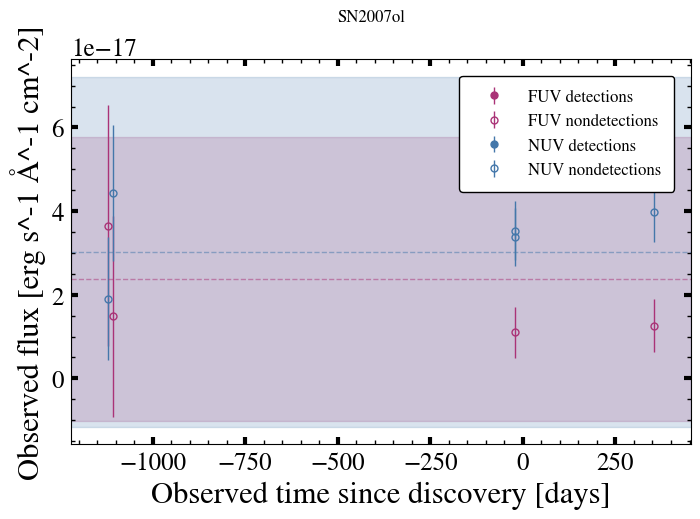 SN2007ol
1e−17
FUV detections
FUV nondetections
NUV detections
NUV nondetections
6
4
2
0
Observed flux [erg s^-1 Å^-1 cm^-2]
−1000
−750
−500
−250
0
250
Observed time since discovery [days]